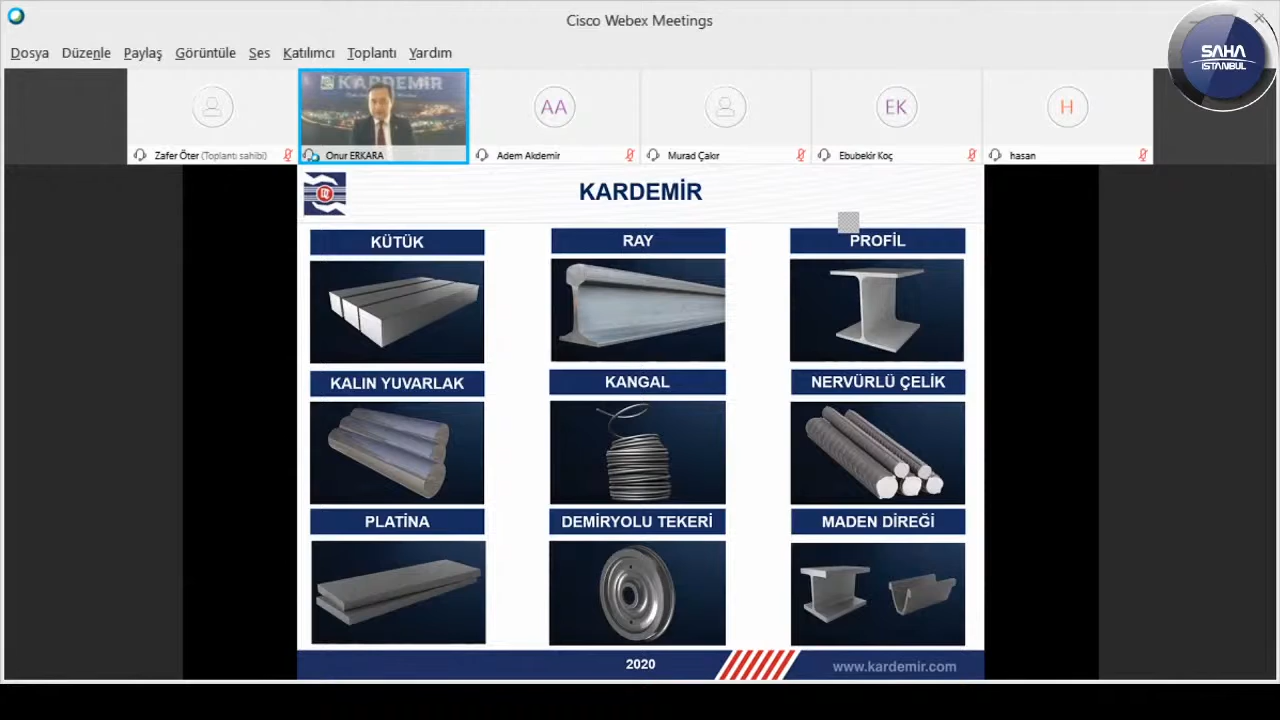 Cisco Webex Meetings
SAHA
İSTANBUL
Dosya Düzenle Paylaş Görüntüle Ses Katılımcı Toplantı Yardım
KARDEMİR
AA
EK
H
Zafer Öter (Toplantı sahibi)
Onur ERKARA
Adem Akdemir
Murad Çakır
Ebubekir Koç
hasan
KARDEMİR
KÜTÜK
RAY
PROFİL
KALIN YUVARLAK
KANGAL
NERVÜRLÜ ÇELİK
PLATİNA
DEMİRYOLU TEKERİ
MADEN DİREĞİ
2020
www.kardemir.com